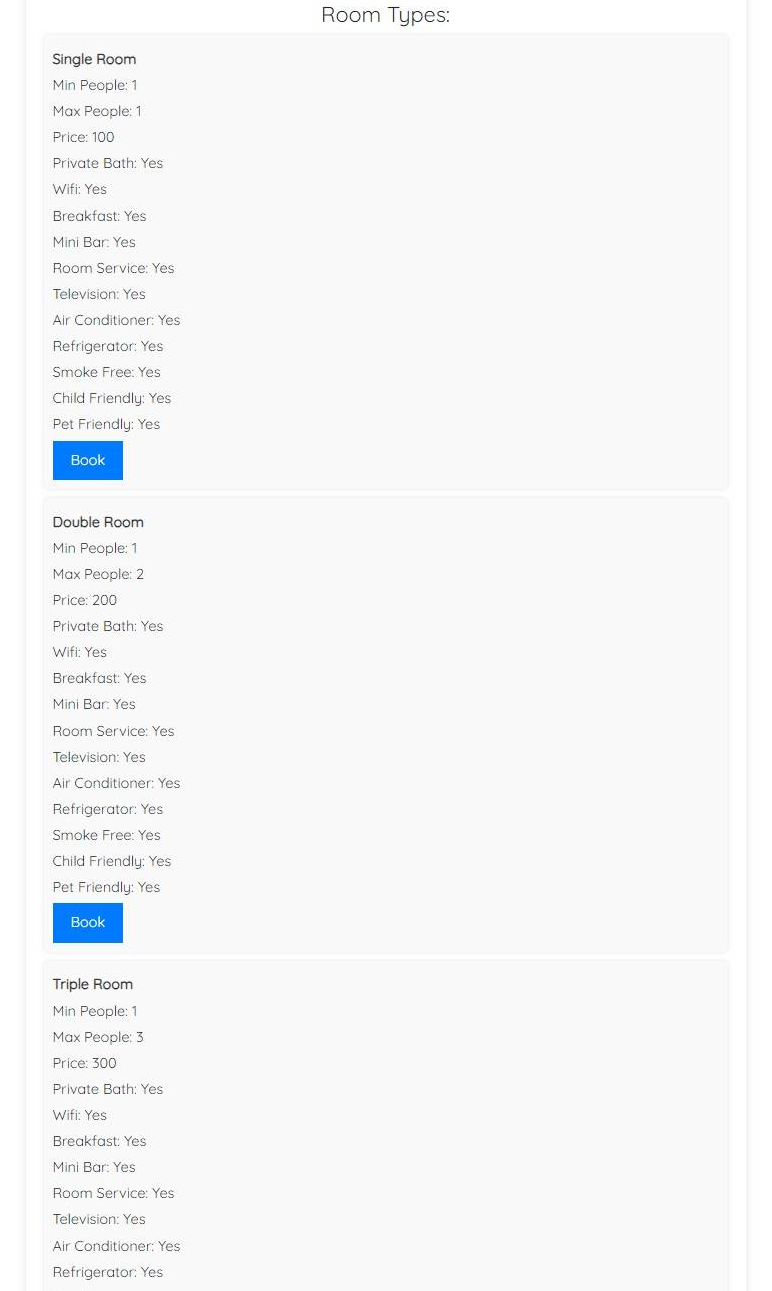 Room Types:
Single Room
Min People: 1
Max People: 1
Price: 100
Private Bath: Yes
Wifi: Yes
Breakfast: Yes
Mini Bar: Yes
Room Service: Yes
Television: Yes
Air Conditioner: Yes
Refrigerator: Yes
Smoke Free: Yes
Child Friendly: Yes
Pet Friendly: Yes
Book
Double Room
Min People: 1
Max People: 2
Price: 200
Private Bath: Yes
Wifi: Yes
Breakfast: Yes
Mini Bar: Yes
Room Service: Yes
Television: Yes
Air Conditioner: Yes
Refrigerator: Yes
Smoke Free: Yes
Child Friendly: Yes
Pet Friendly: Yes
Book
Triple Room
Min People: 1
Max People: 3
Price: 300
Private Bath: Yes
Wifi: Yes
Breakfast: Yes
Mini Bar: Yes
Room Service: Yes
Television: Yes
Air Conditioner: Yes
Refrigerator: Yes